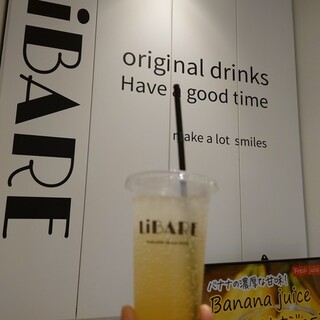 LiBARE
original drinks
Have a good time
make a lot smiles
LiBARE
バナナの濃厚な甘味!
Banana juice